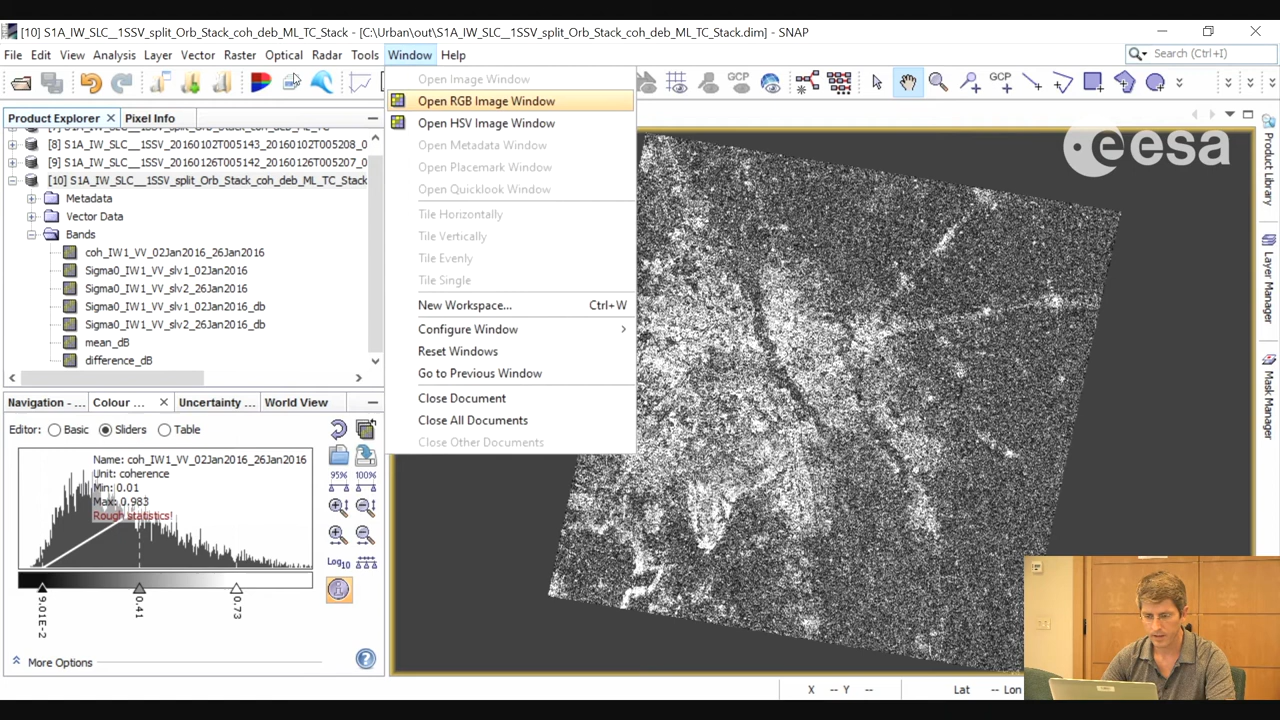 [10] S1A_IW_SLC__1SSV_split_Orb_Stack_coh_deb_ML_TC_Stack - [C:\Urban\out\S1A_IW_SLC__1SSV_split_Orb_Stack_coh_deb_ML_TC_Stack.dim] - SNAP
File Edit View Analysis Layer Vector Raster Optical Radar Tools Window Help
Search (Ctrl+I)
GCP
GCP
Product Explorer
Pixel Info
[8] S1A_IW_SLC__1SSV_20160102T005143_20160102T005208_0
[9] S1A_IW_SLC__1SSV_20160126T005142_20160126T005207_0
[10] S1A_IW_SLC__1SSV_split_Orb_Stack_coh_deb_ML_TC_Stack
Metadata
Vector Data
Bands
coh_IW1_VV_02Jan2016_26Jan2016
Sigma0_IW1_VV_slv1_02Jan2016
Sigma0_IW1_VV_slv2_26Jan2016
Sigma0_IW1_VV_slv1_02Jan2016_db
Sigma0_IW1_VV_slv2_26Jan2016_db
mean_dB
difference_dB
Open Image Window
Open RGB Image Window
Open HSV Image Window
Open Metadata Window
Open Placemark Window
Open Quicklook Window
Tile Horizontally
Tile Vertically
Tile Evenly
Tile Single
New Workspace... Ctrl+W
Configure Window
Reset Windows
Go to Previous Window
Close Document
Close All Documents
Close Other Documents
esa
Product Library
Layer Manager
Mask Manager
Navigation - ...
Colour ...
Uncertainty ...
World View
Editor: Basic Sliders Table
Name: coh_IW1_VV_02Jan2016_26Jan2016
Unit: coherence
Min: 0.01
Max: 0.983
Rough statistics!
95% 100%
Log10
9.01E-2
0.41
0.73
More Options
X -- Y -- Lat -- Lon